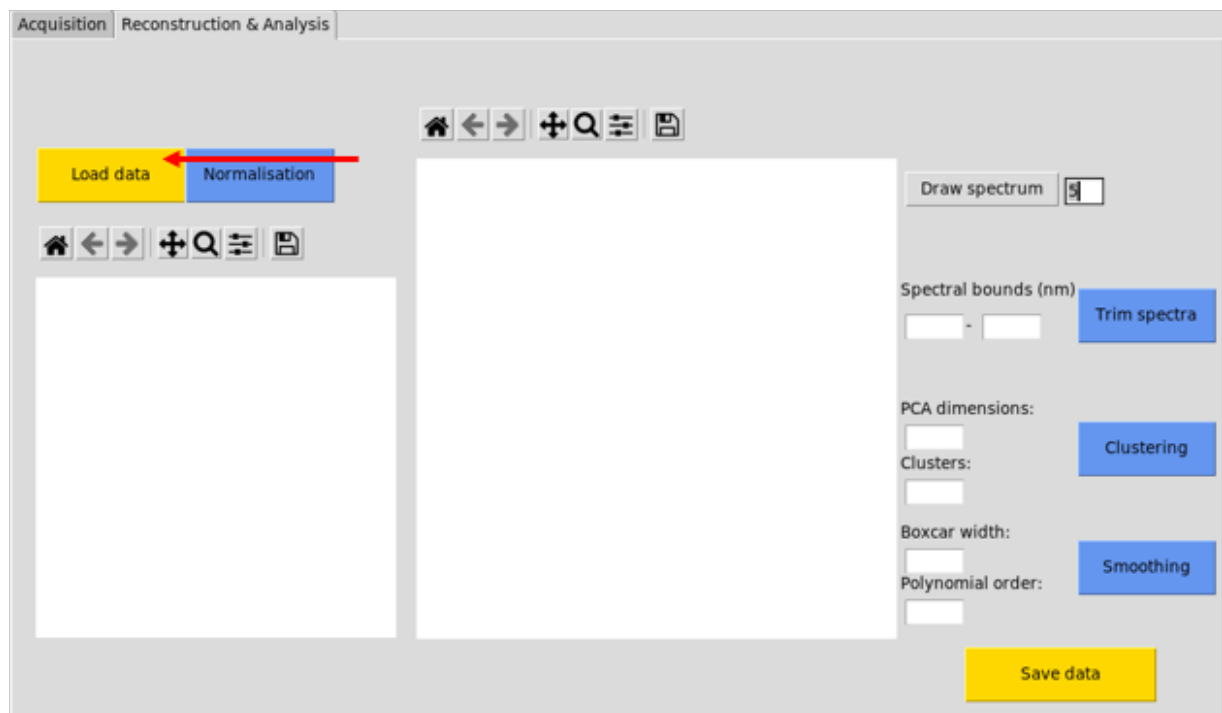 Acquisition Reconstruction & Analysis
Load data
Normalisation
Draw spectrum 5
Spectral bounds (nm)
-
Trim spectra
PCA dimensions:
Clusters:
Clustering
Boxcar width:
Polynomial order:
Smoothing
Save data